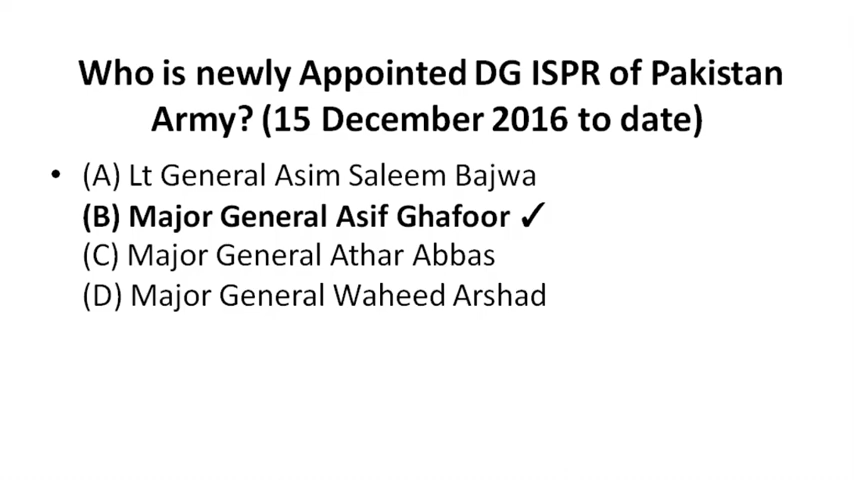 Who is newly Appointed DG ISPR of Pakistan
Army? (15 December 2016 to date)
• (A) Lt General Asim Saleem Bajwa
(B) Major General Asif Ghafoor ✓
(C) Major General Athar Abbas
(D) Major General Waheed Arshad